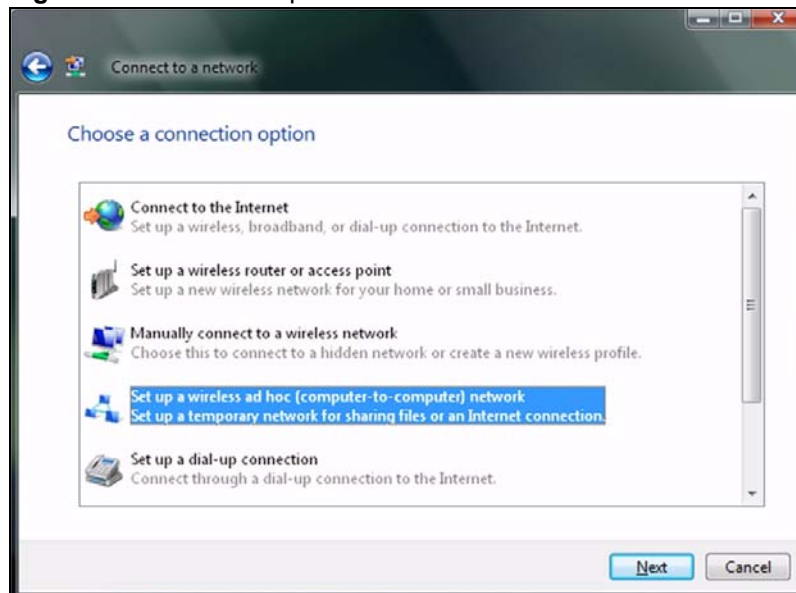 Connect to a network
Choose a connection option
Connect to the Internet
Set up a wireless, broadband, or dial-up connection to the Internet.
Set up a wireless router or access point
Set up a new wireless network for your home or small business.
Manually connect to a wireless network
Choose this to connect to a hidden network or create a new wireless profile.
Set up a wireless ad hoc (computer-to-computer) network
Set up a temporary network for sharing files or an Internet connection.
Set up a dial-up connection
Connect through a dial-up connection to the Internet.
Next
Cancel